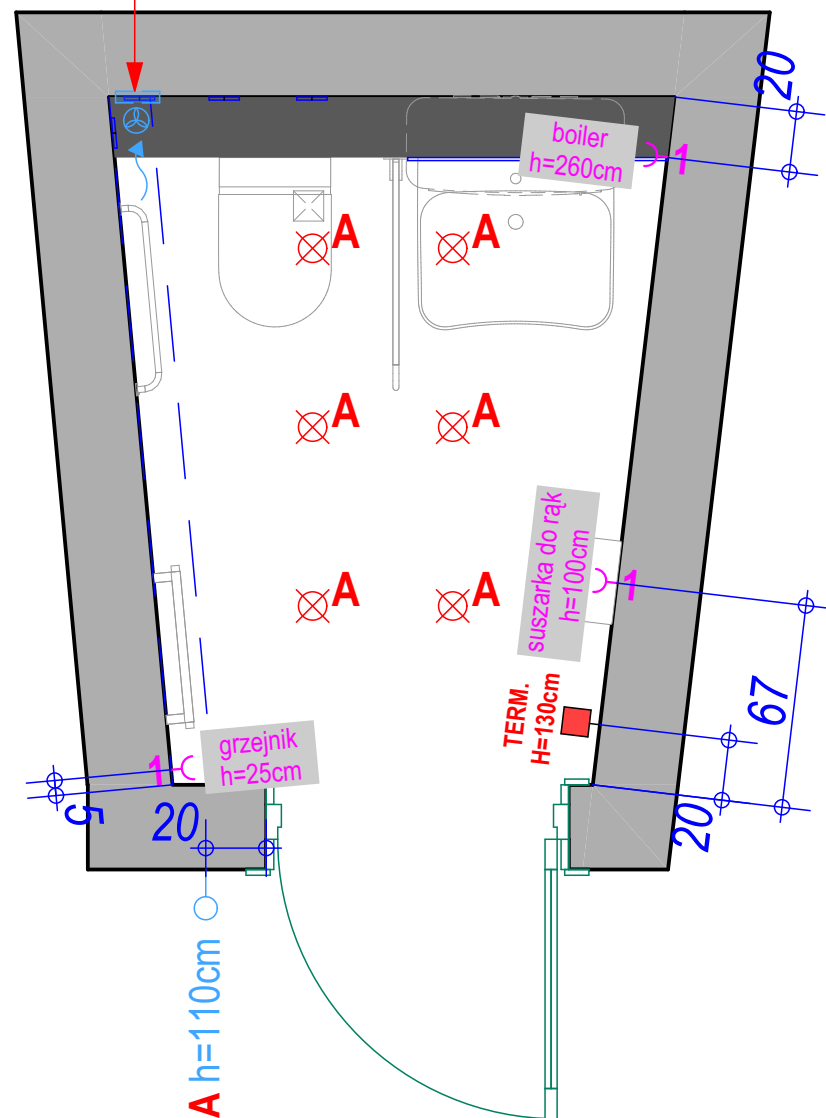 20
boiler
h=260cm
1
A
A
A
A
suszarka do rąk
h=100cm
1
A
A
67
TERM.
H=130cm
grzejnik
h=25cm
1
5
20
20
A h=110cm